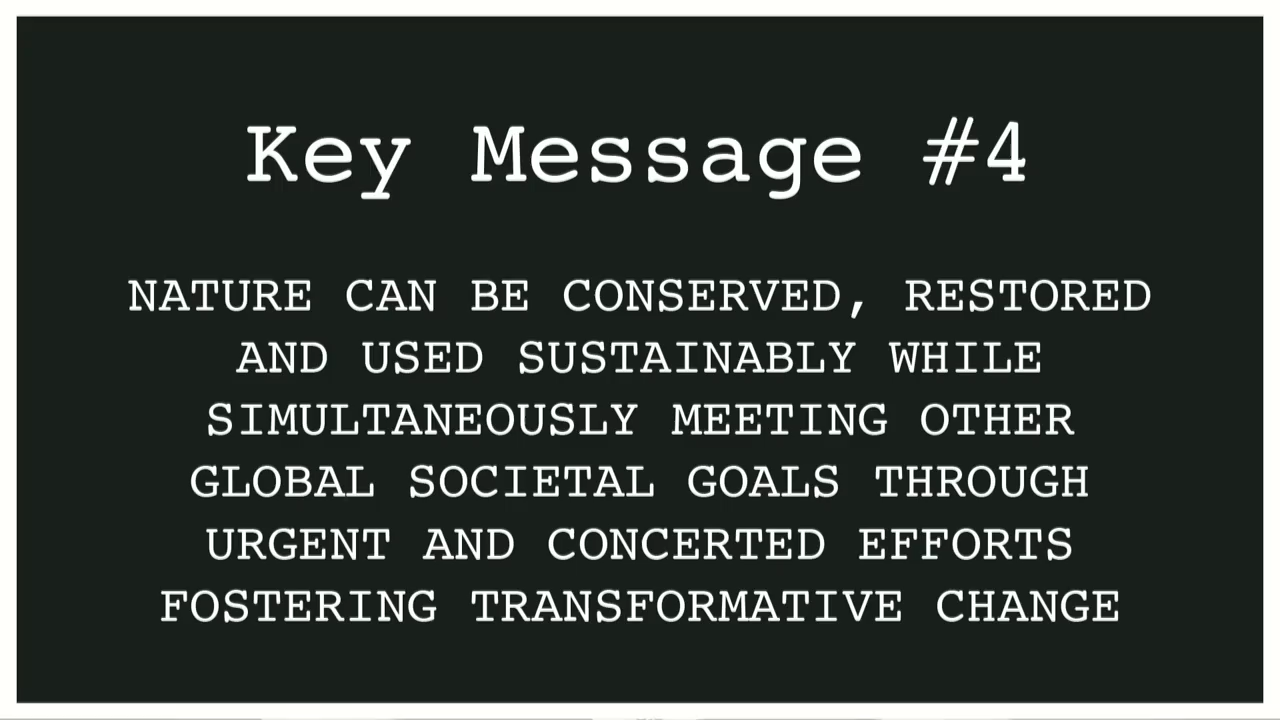 Key Message #4
NATURE CAN BE CONSERVED, RESTORED
AND USED SUSTAINABLY WHILE
SIMULTANEOUSLY MEETING OTHER
GLOBAL SOCIETAL GOALS THROUGH
URGENT AND CONCERTED EFFORTS
FOSTERING TRANSFORMATIVE CHANGE